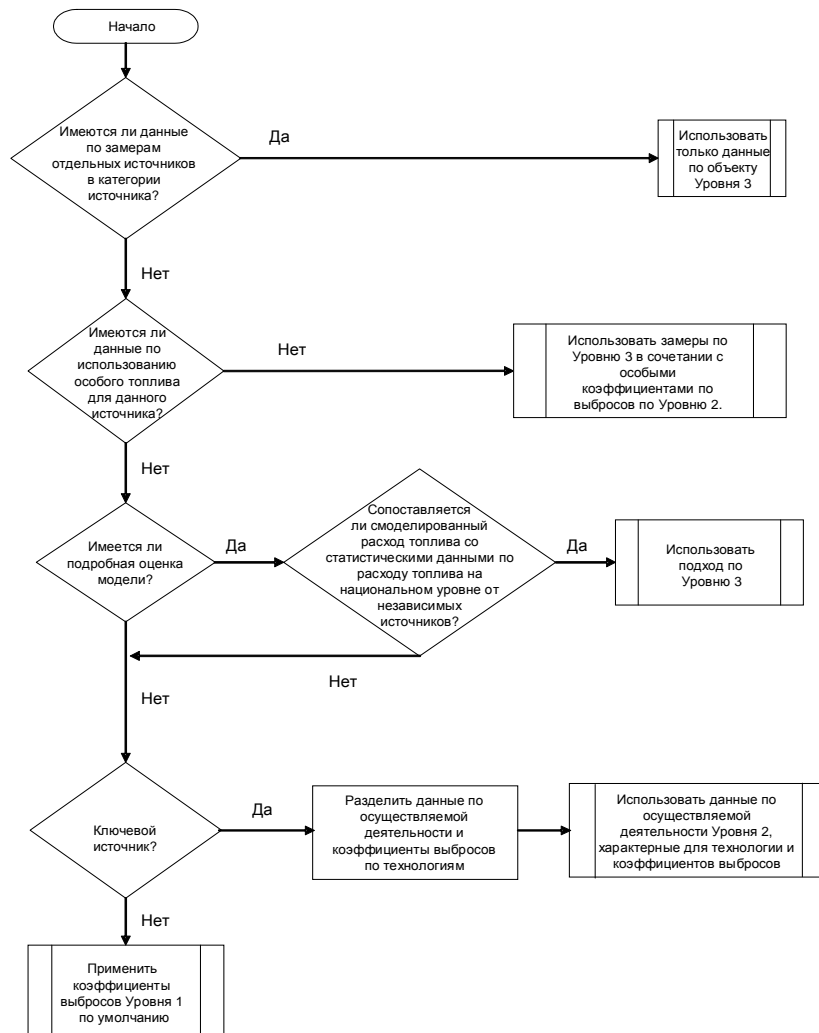 Начало
Имеются ли данные
по замерам
отдельных источников
в категории
источника?
Да
Использовать
только данные
по объекту
Уровня 3
Нет
Имеются ли
данные по
использованию
особого топлива
для данного
источника?
Нет
Использовать замеры по
Уровню 3 в сочетании с
особыми
коэффициентами по
выбросов по Уровню 2.
Нет
Имеется ли
подробная оценка
модели?
Да
Сопоставляется
ли смоделированный
расход топлива со
статистическими данными по
расходу топлива на
национальном уровне от
независимых
источников?
Да
Использовать
подход по
Уровню 3
Нет
Нет
Ключевой
источник?
Да
Разделить данные по
осуществляемой
деятельности и
коэффициенты выбросов
по технологиям
Использовать данные по
осуществляемой
деятельности Уровня 2,
характерные для технологии и
коэффициентов выбросов
Нет
Применить
коэффициенты
выбросов Уровня 1
по умолчанию